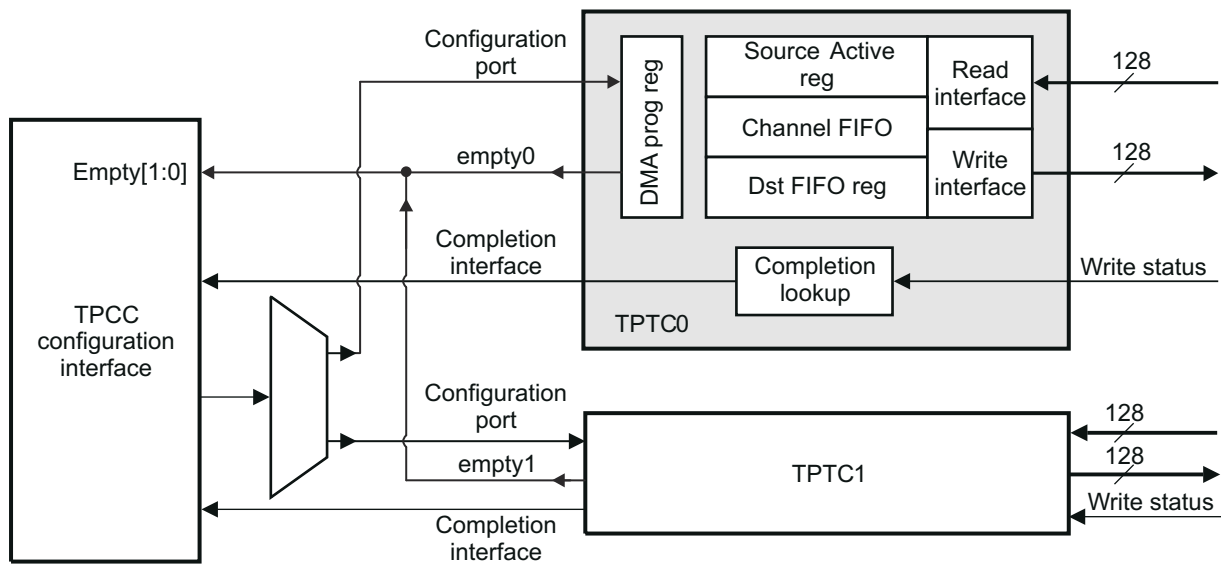 Configuration
port
Empty[1:0]
TPCC
configuration
interface
empty0
Completion
interface
Configuration
port
empty1
Completion
interface
DMA prog reg
Source Active
reg
Channel FIFO
Dst FIFO reg
Read
interface
Write
interface
Completion
lookup
TPTC0
128
128
Write status
TPTC1
128
128
Write status